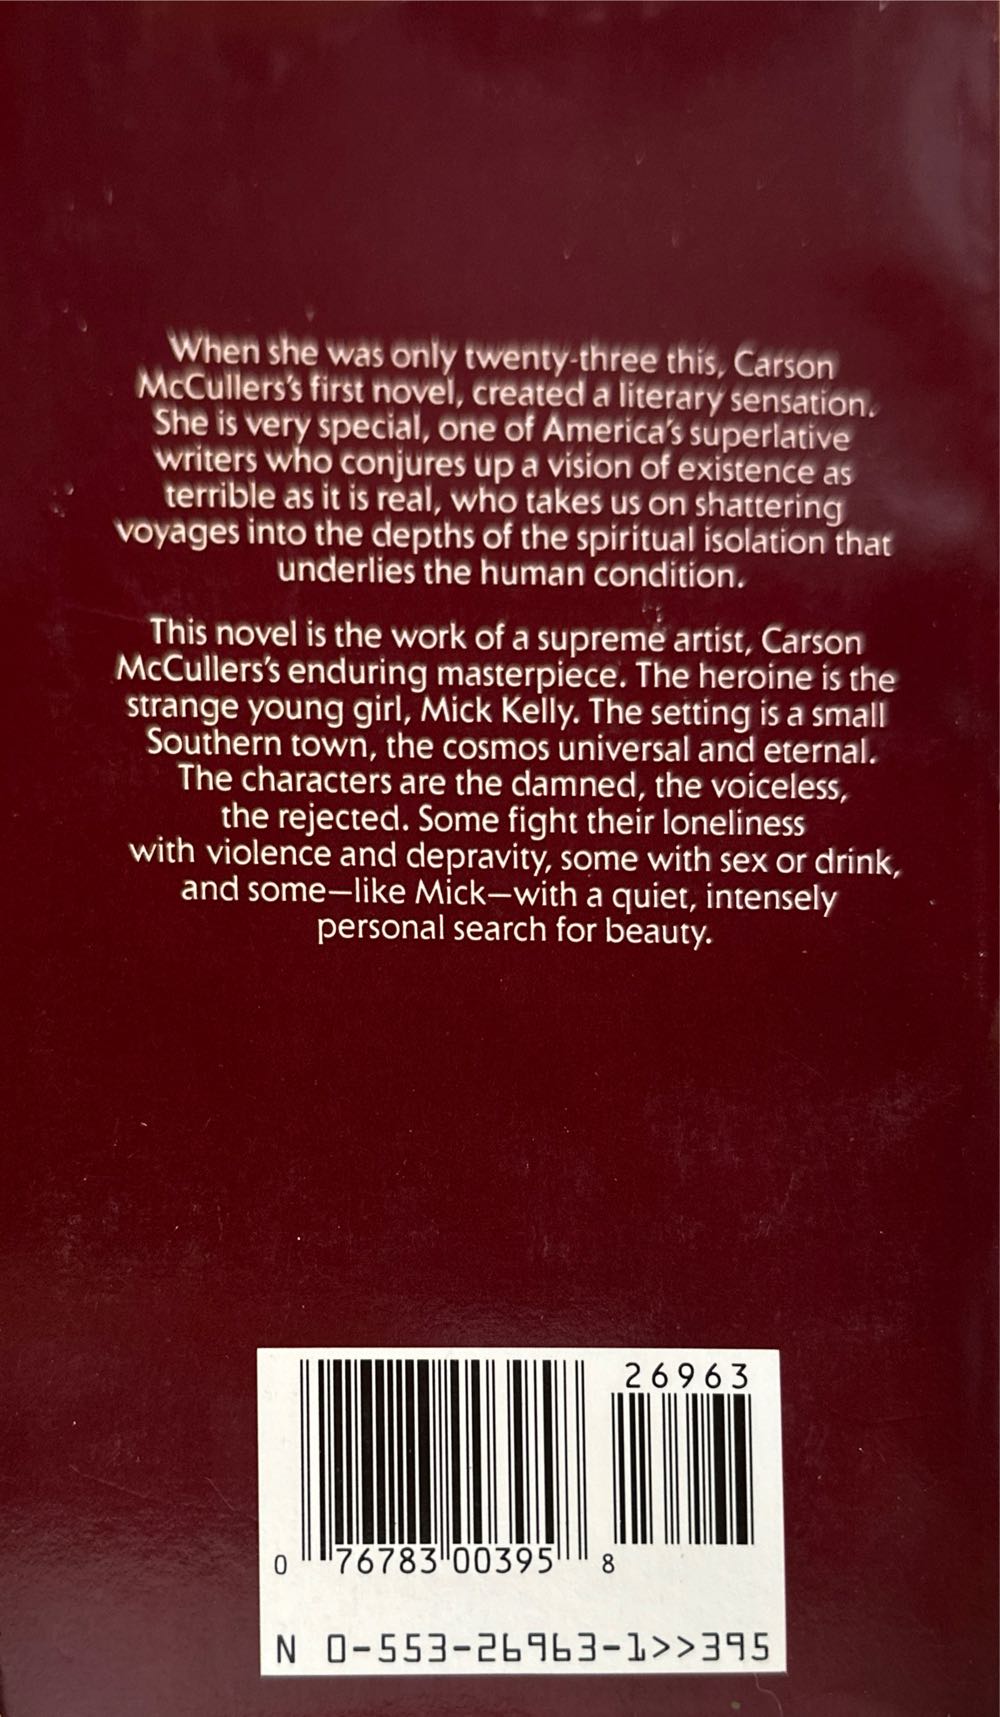 When she was only twenty-three this, Carson
McCullers's first novel, created a literary sensation.
She is very special, one of America's superlative
writers who conjures up a vision of existence as
terrible as it is real, who takes us on shattering
voyages into the depths of the spiritual isolation that
underlies the human condition.
This novel is the work of a supreme artist, Carson
McCullers's enduring masterpiece. The heroine is the
strange young girl, Mick Kelly. The setting is a small
Southern town, the cosmos universal and eternal.
The characters are the damned, the voiceless,
the rejected. Some fight their loneliness
with violence and depravity, some with sex or drink,
and some—like Mick—with a quiet, intensely
personal search for beauty.
26963
0 76783 00395 8
N 0-553-26963-1>>395